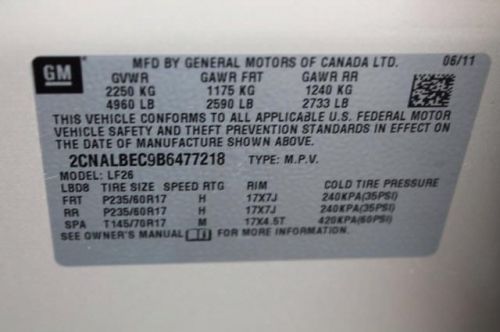 GM
MFD BY GENERAL MOTORS OF CANADA LTD. 06/11
GVWR GAWR FRT GAWR RR
2250 KG 1175 KG 1240 KG
4960 LB 2590 LB 2733 LB
THIS VEHICLE CONFORMS TO ALL APPLICABLE U.S. FEDERAL MOTOR
VEHICLE SAFETY AND THEFT PREVENTION STANDARDS IN EFFECT ON
THE DATE OF MANUFACTURE SHOWN ABOVE.
2CNALBEC9B6477218 TYPE: M.P.V.
MODEL: LF26
LBD8 TIRE SIZE SPEED RTG RIM COLD TIRE PRESSURE
FRT P235/60R17 H 17X7J 240KPA(35PSI)
RR P235/60R17 H 17X7J 240KPA(35PSI)
SPA T145/70R17 M 17X4.5T 420KPA(60PSI)
SEE OWNER'S MANUAL FOR MORE INFORMATION.